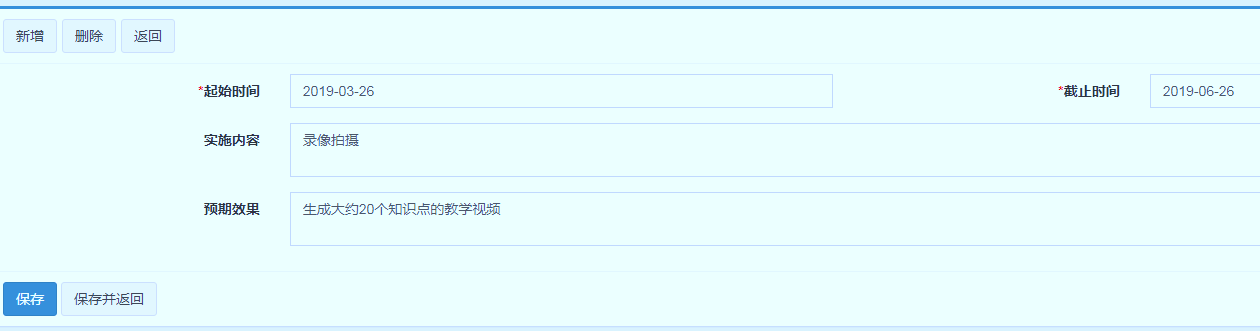 新增 删除 返回
*起始时间 2019-03-26 *截止时间 2019-06-26
实施内容 录像拍摄
预期效果 生成大约20个知识点的教学视频
保存 保存并返回